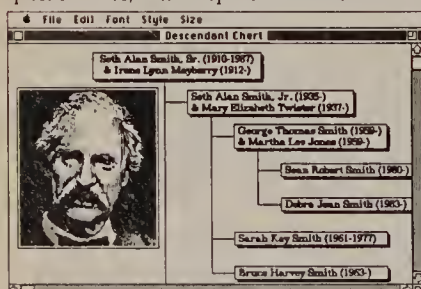 File Edit Font Style Size
Descendant Chart
Seth Alan Smith, Sr. (1910-1987)
& Irene Lynn Mayberry (1912-)
Seth Alan Smith, Jr. (1935-)
& Mary Elizabeth Twister (1937-)
George Thomas Smith (1959-)
& Martha Lee Jones (1959-)
Sean Robert Smith (1980-)
Debra Jean Smith (1983-)
Sarah Kay Smith (1961-1977)
Bruce Harvey Smith (1963-)